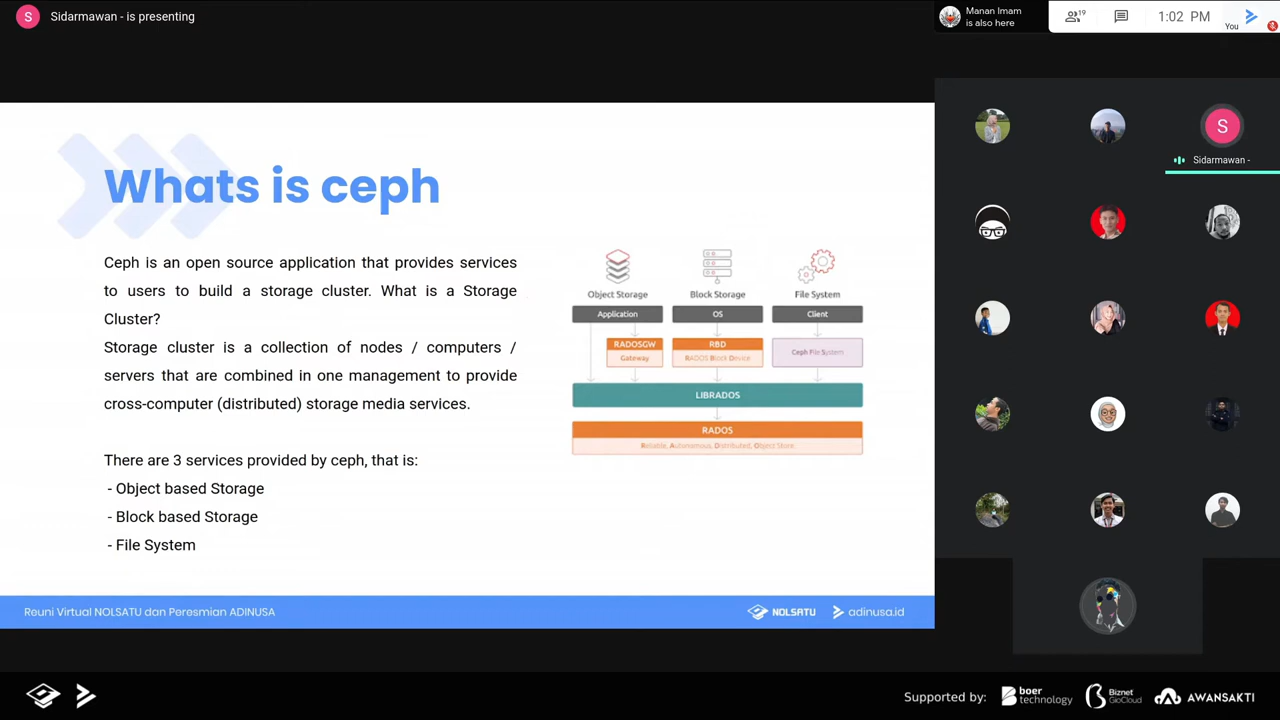 S Sidarmawan - is presenting
Manan Imam
is also here
19
1:02 PM
You
Whats is ceph
Ceph is an open source application that provides services
to users to build a storage cluster. What is a Storage
Cluster?
Storage cluster is a collection of nodes / computers /
servers that are combined in one management to provide
cross-computer (distributed) storage media services.
There are 3 services provided by ceph, that is:
- Object based Storage
- Block based Storage
- File System
Object Storage Block Storage File System
Application OS Client
RADOSGW RBD
Gateway RADOS Block Device Ceph File System
LIBRADOS
RADOS
Reliable, Autonomous, Distributed, Object Store
Reuni Virtual NOLSATU dan Peresmian ADINUSA
NOLSATU adinusa.id
S
Sidarmawan -
Supported by: boer technology Biznet GioCloud AWANSAKTI